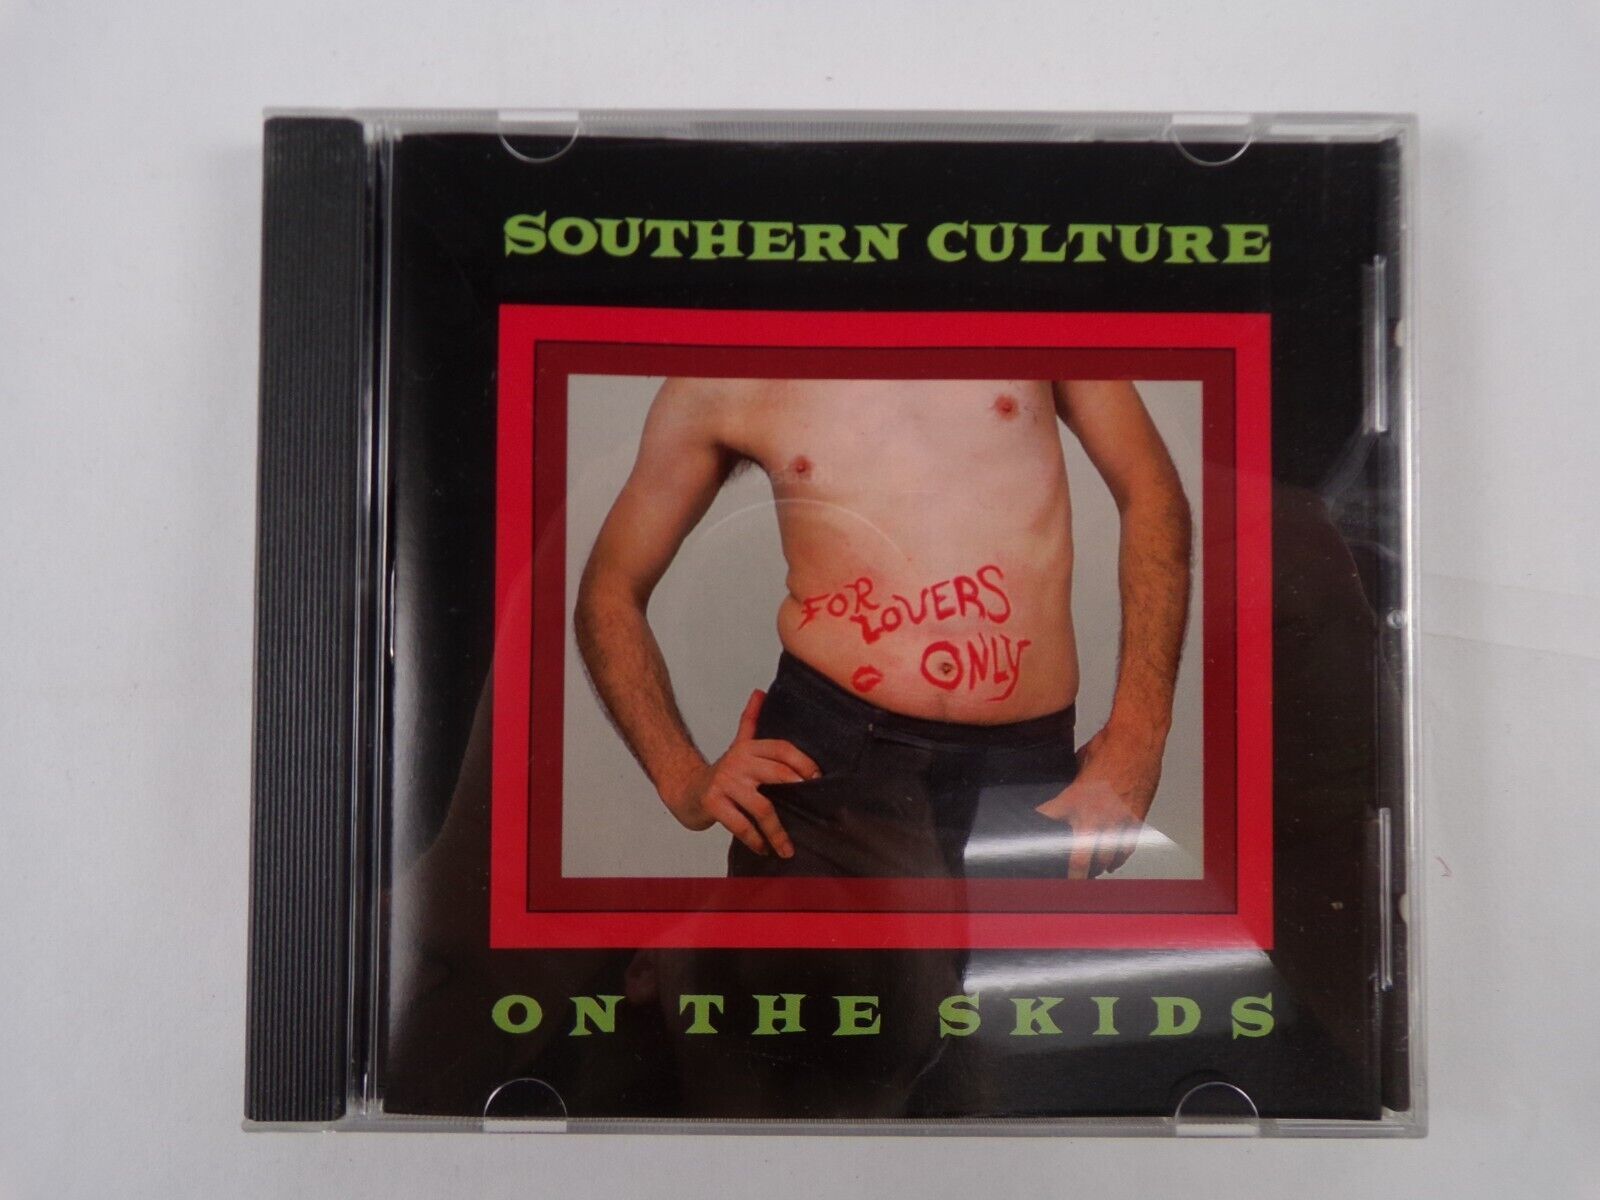 SOUTHERN CULTURE
FOR
LOVERS
ONLY
ON THE SKIDS